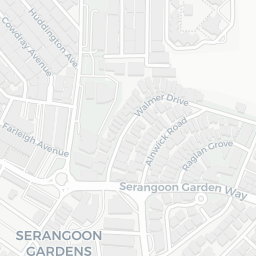 Cowdray Avenue
Huddington Ave
Walmer Drive
Alnwick Road
Farleigh Avenue
Raglan Grove
Serangoon Garden Way
SERANGOON
GARDENS